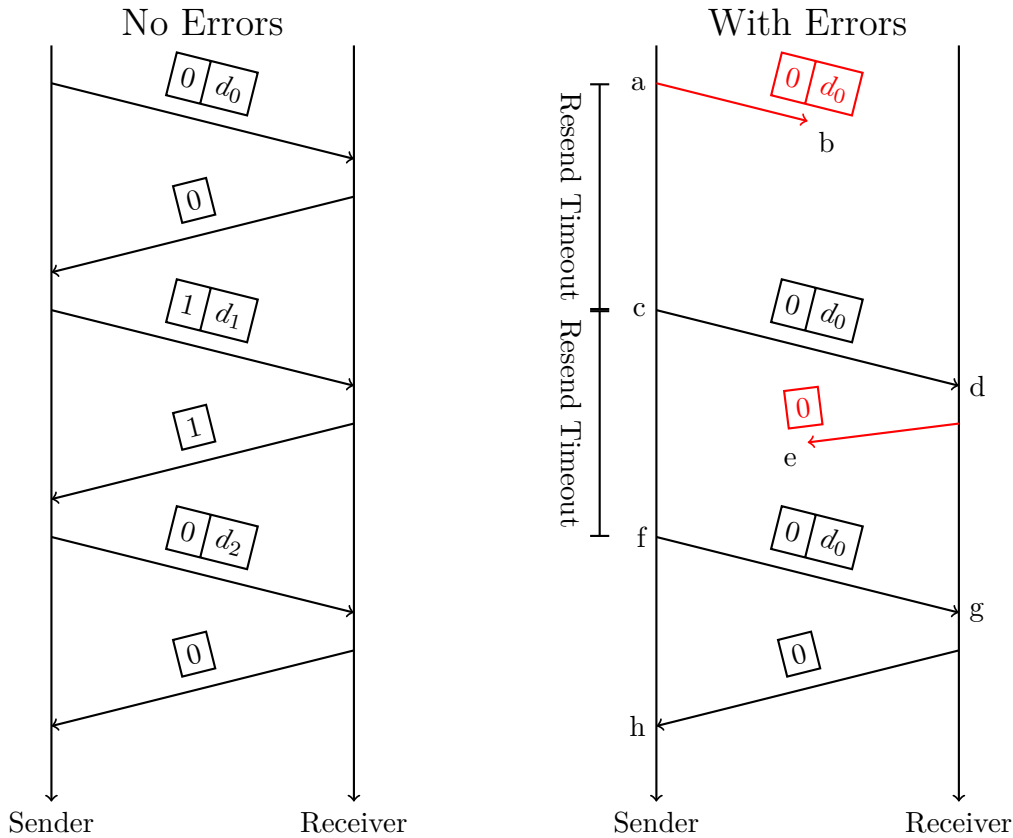 No Errors
0 d₀
0
1 d₁
1
0 d₂
0
Sender
Receiver
With Errors
Resend Timeout
Resend Timeout
a
0 d₀
b
c
0 d₀
d
0
e
f
0 d₀
g
0
h
Sender
Receiver